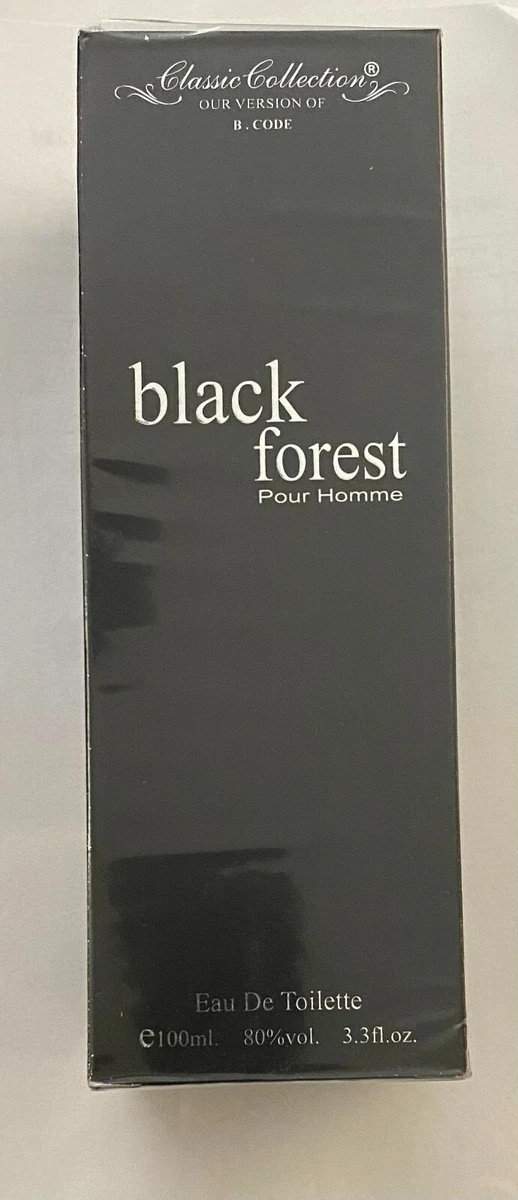 Classic Collection®
OUR VERSION OF
B. CODE
black
forest
Pour Homme
Eau De Toilette
℮100ml. 80%vol. 3.3fl.oz.